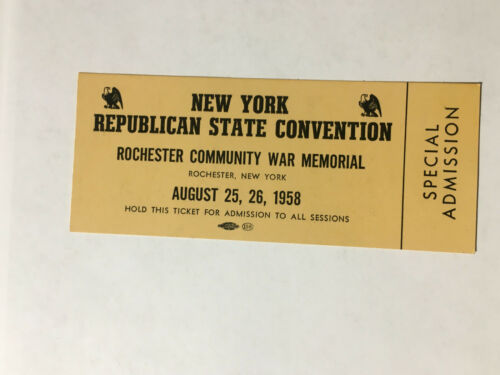 NEW YORK
REPUBLICAN STATE CONVENTION
ROCHESTER COMMUNITY WAR MEMORIAL
ROCHESTER, NEW YORK
AUGUST 25, 26, 1958
HOLD THIS TICKET FOR ADMISSION TO ALL SESSIONS
SPECIAL
ADMISSION